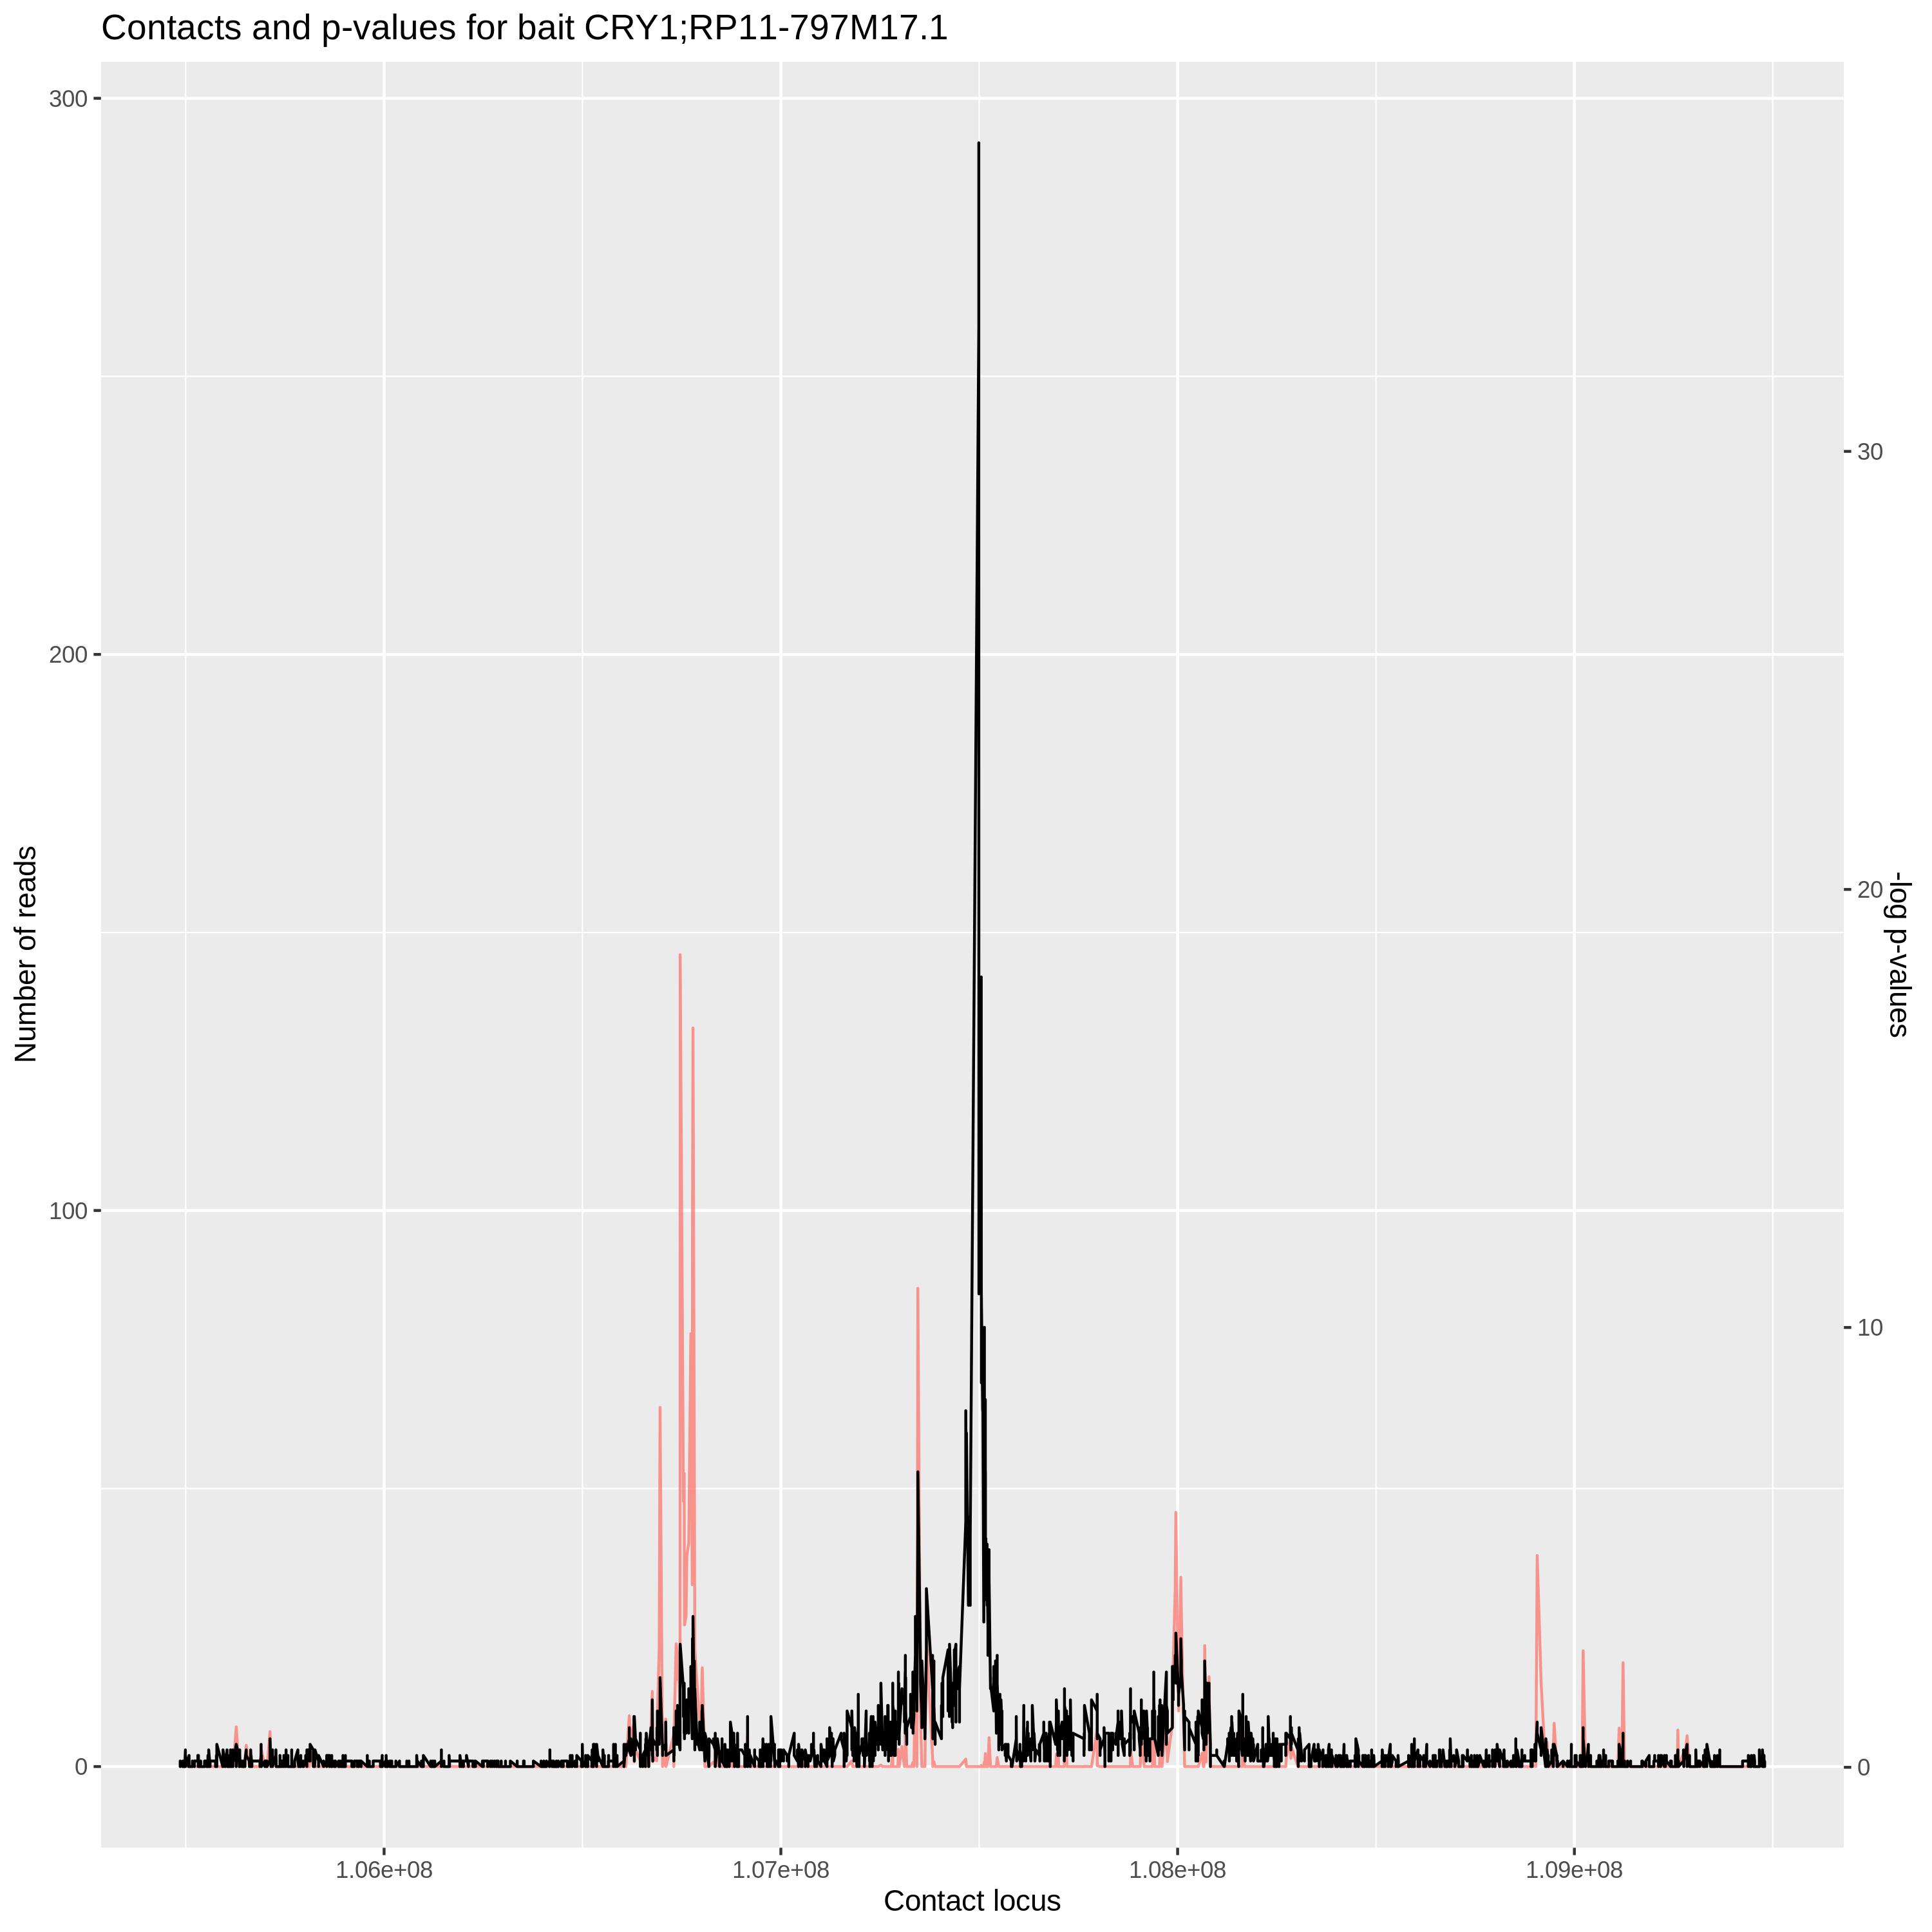 Contacts and p-values for bait CRY1;RP11-797M17.1
300
200
100
0
Number of reads
30
20
10
0
-log p-values
1.06e+08
1.07e+08
1.08e+08
1.09e+08
Contact locus